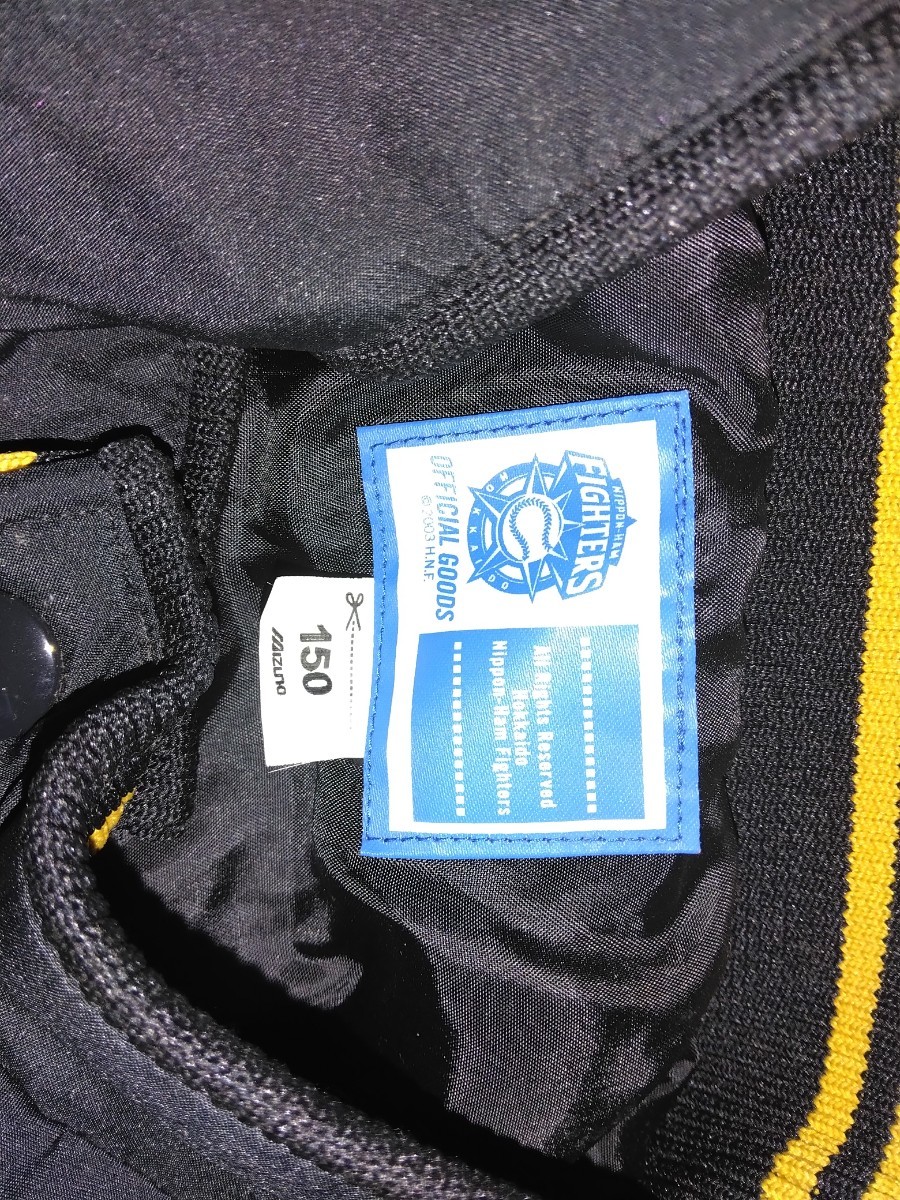 NIPPON-HAM
FIGHTERS
HOKKAIDO
OFFICIAL GOODS
© 2003 H.N.F.
All Rights Reserved
Hokkaido
Nippon-Ham Fighters
150
MIZUNO